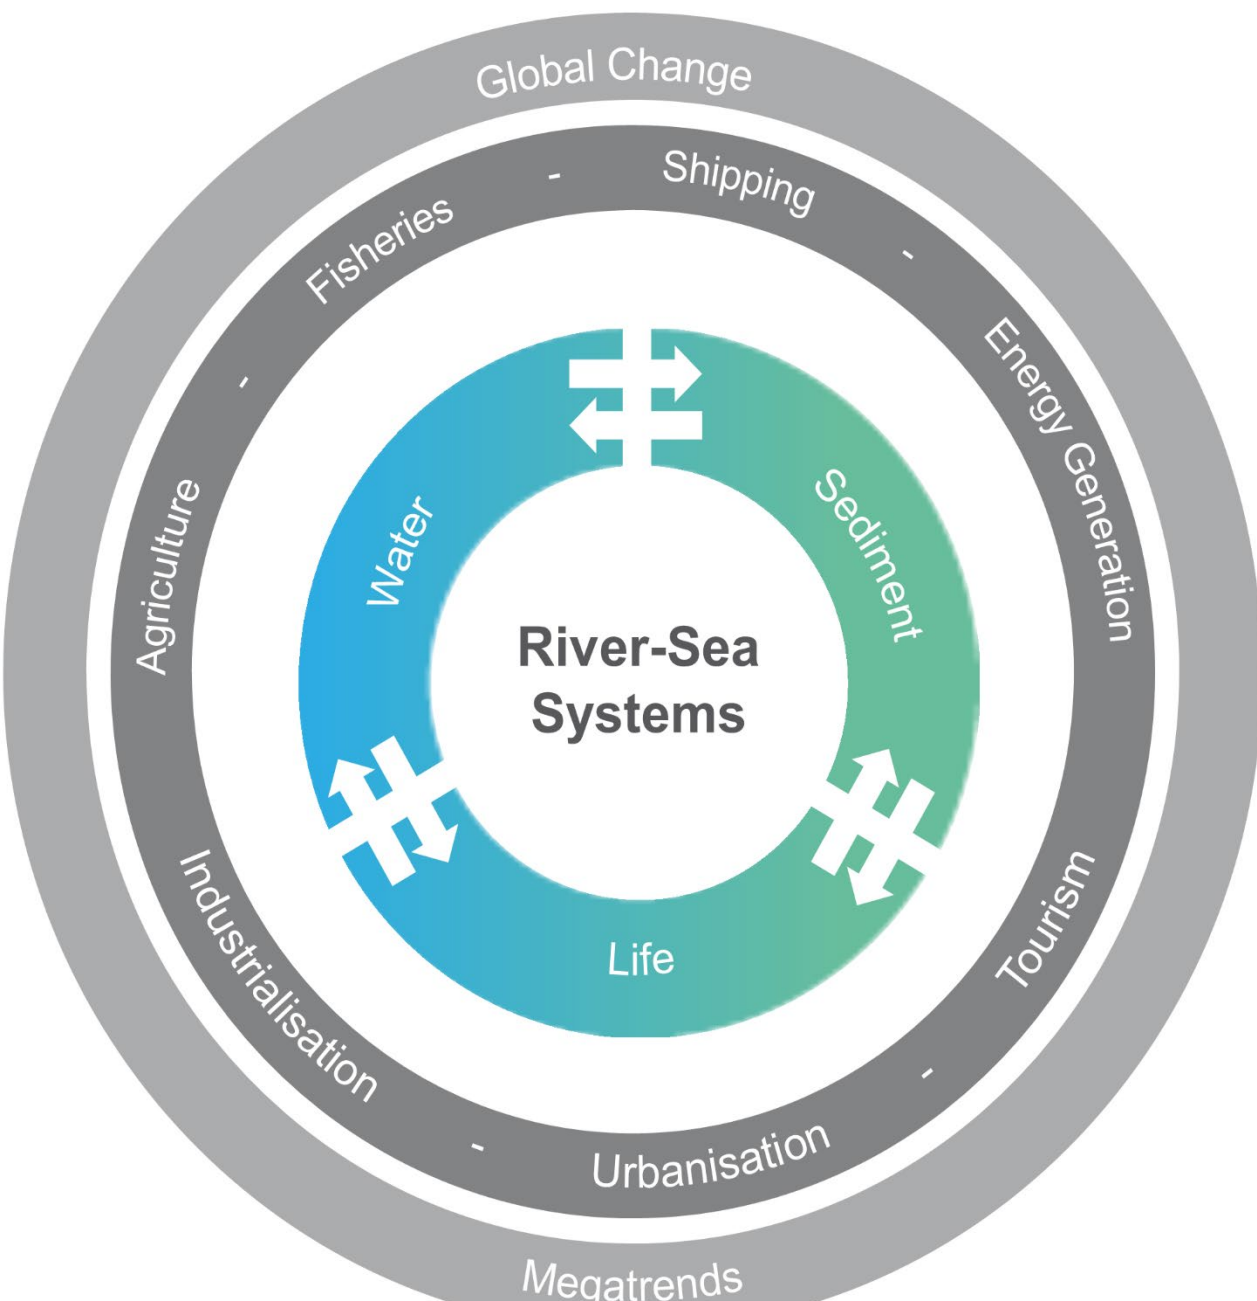 Global Change
Fisheries - Shipping - Energy Generation
Agriculture -
Water
Sediment
River-Sea
Systems
Life
Industrialisation - Urbanisation - Tourism
Megatrends